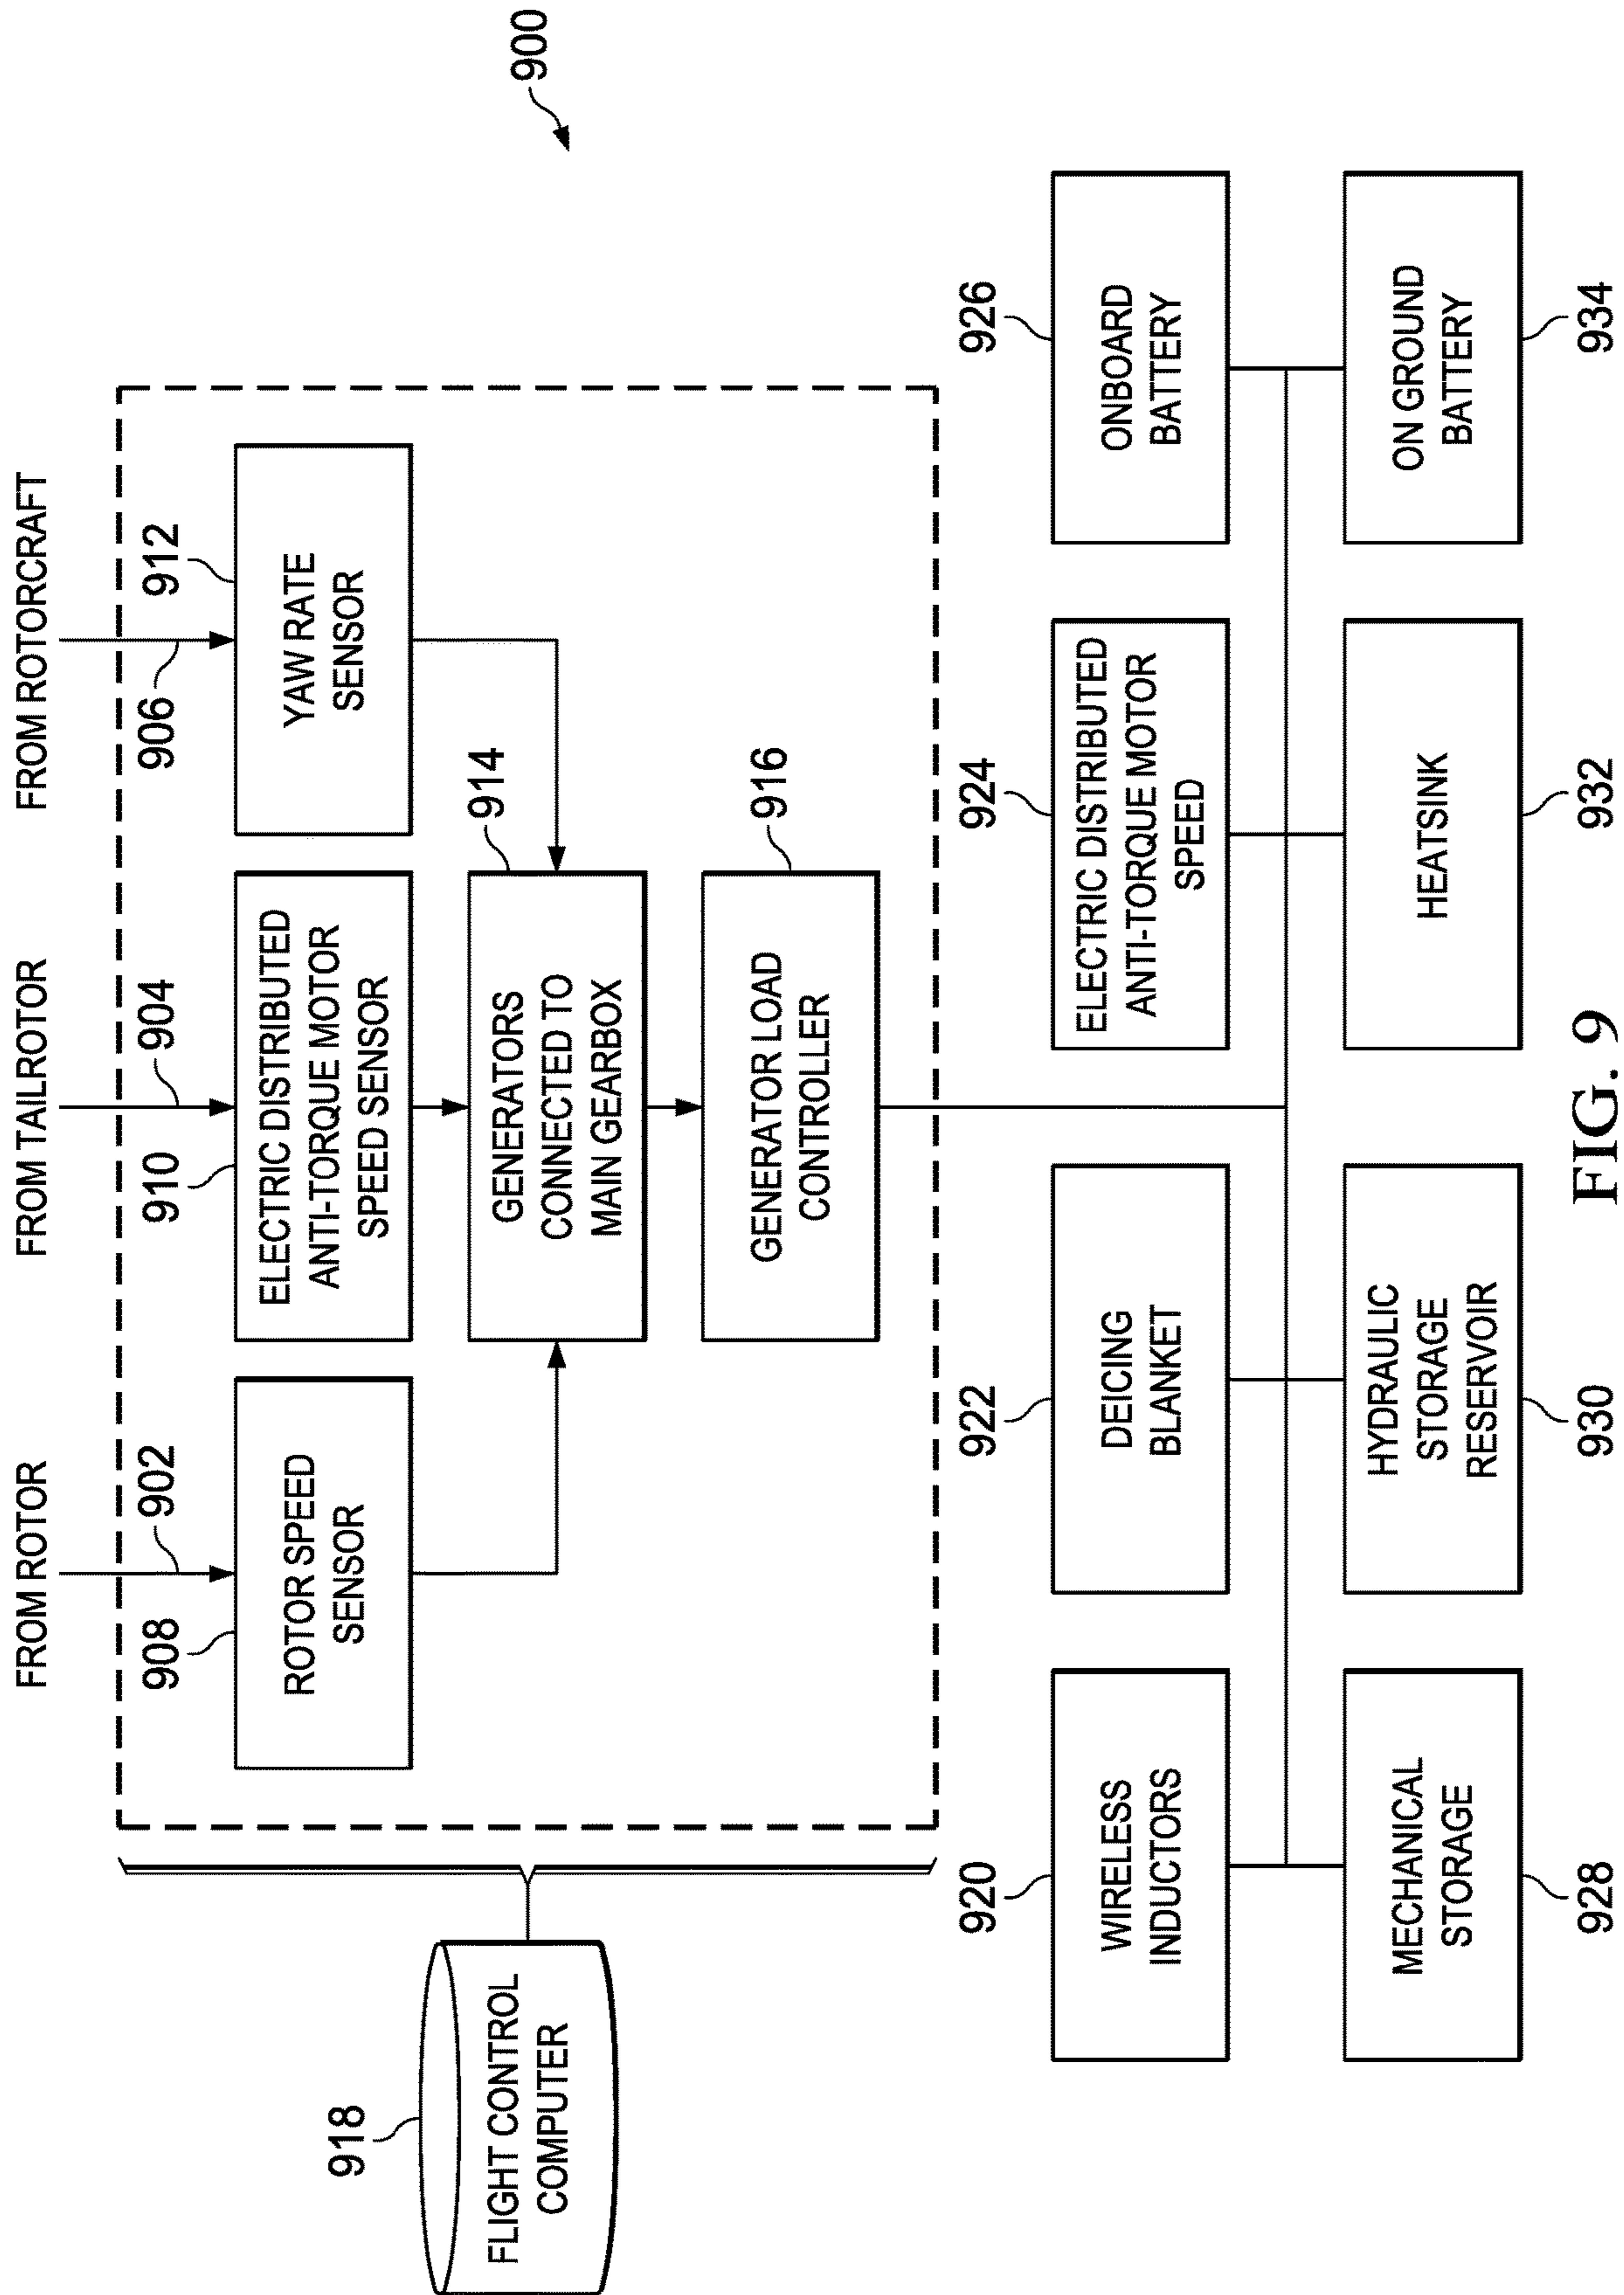 FROM ROTOR
FROM TAILROTOR
FROM ROTORCRAFT
902
904
906
908
910
912
ROTOR SPEED
SENSOR
ELECTRIC DISTRIBUTED
ANTI-TORQUE MOTOR
SPEED SENSOR
YAW RATE
SENSOR
900
918
FLIGHT CONTROL
COMPUTER
914
GENERATORS
CONNECTED TO
MAIN GEARBOX
916
GENERATOR LOAD
CONTROLLER
920
922
924
926
WIRELESS
INDUCTORS
DEICING
BLANKET
ELECTRIC DISTRIBUTED
ANTI-TORQUE MOTOR
SPEED
ONBOARD
BATTERY
MECHANICAL
STORAGE
HYDRAULIC
STORAGE
RESERVOIR
HEATSINK
ON GROUND
BATTERY
928
930
932
934
FIG. 9